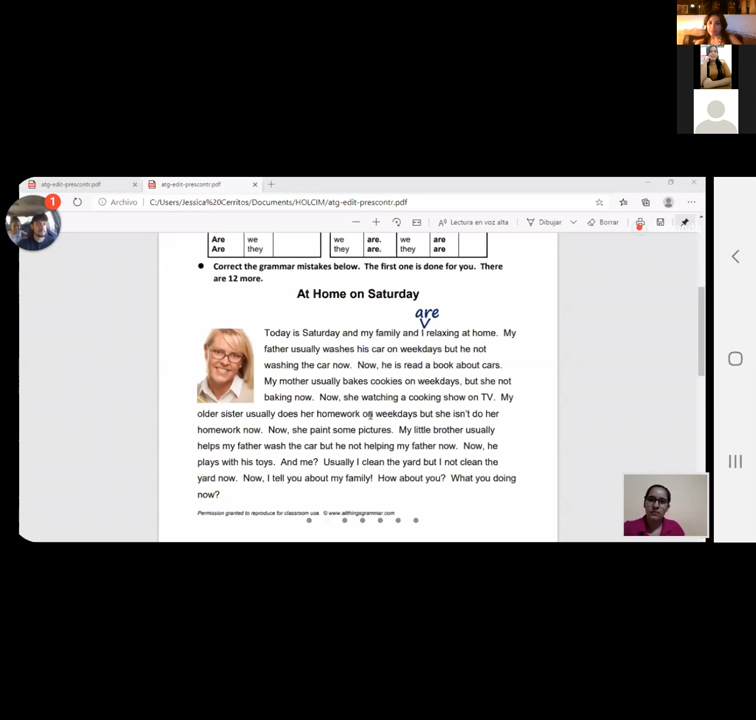 atg-edit-prescontr.pdf
atg-edit-prescontr.pdf
1
Archivo
C:/Users/Jessica%20Cerritos/Documents/HOLCIM/atg-edit-prescontr.pdf
Lectura en voz alta
Dibujar
Borrar
Are we we are. we are
Are they they are. they are
Correct the grammar mistakes below. The first one is done for you. There
are 12 more.
At Home on Saturday
are
Today is Saturday and my family and I relaxing at home. My
father usually washes his car on weekdays but he not
washing the car now. Now, he is read a book about cars.
My mother usually bakes cookies on weekdays, but she not
baking now. Now, she watching a cooking show on TV. My
older sister usually does her homework on weekdays but she isn't do her
homework now. Now, she paint some pictures. My little brother usually
helps my father wash the car but he not helping my father now. Now, he
plays with his toys. And me? Usually I clean the yard but I not clean the
yard now. Now, I tell you about my family! How about you? What you doing
now?
Permission granted to reproduce for classroom use. © www.allthingsgrammar.com